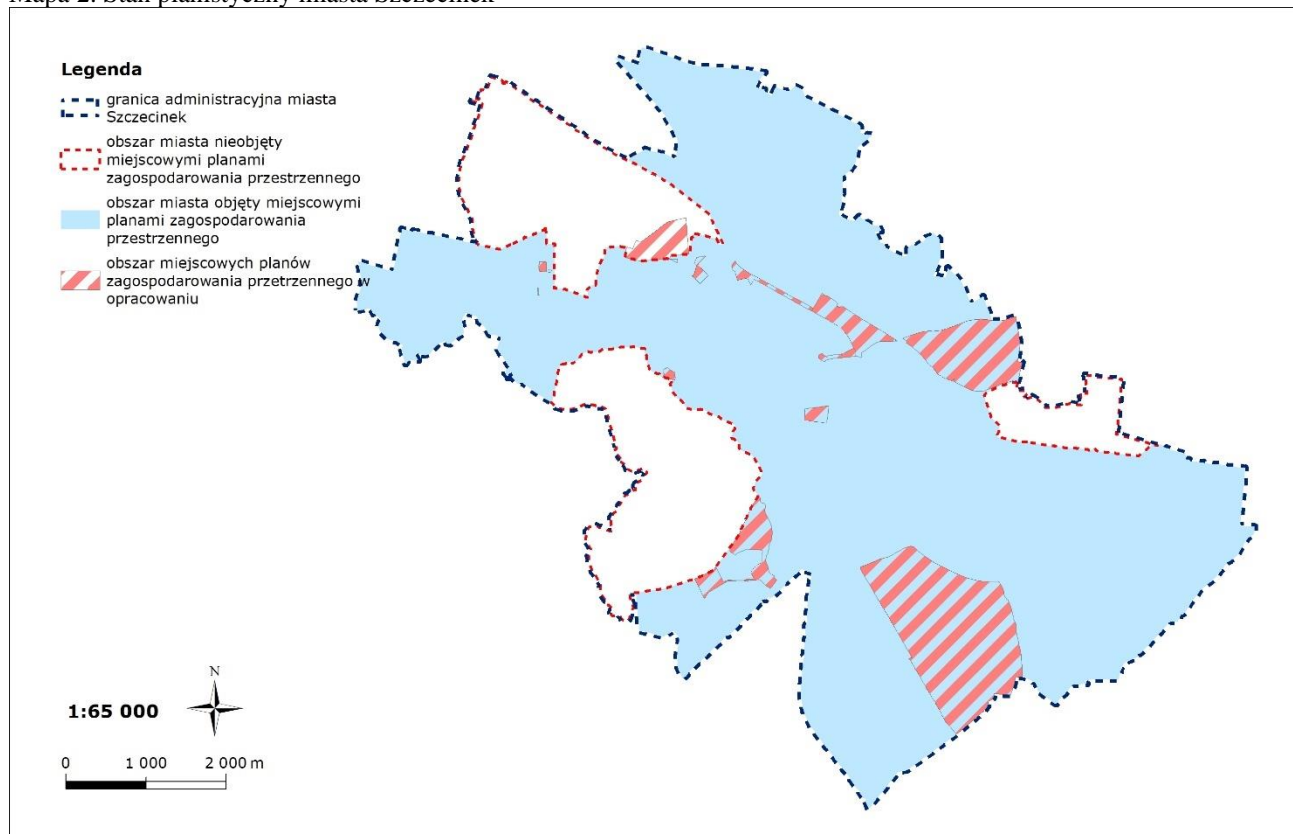 Mapa 2. Stan planistyczny miasta Szczecinek
Legenda
granica administracyjna miasta
Szczecinek
obszar miasta nieobjęty
miejscowymi planami
zagospodarowania przestrzennego
obszar miasta objęty miejscowymi
planami zagospodarowania
przestrzennego
obszar miejscowych planów
zagospodarowania przetrzennego w
opracowaniu
N
1:65 000
0 1 000 2 000 m